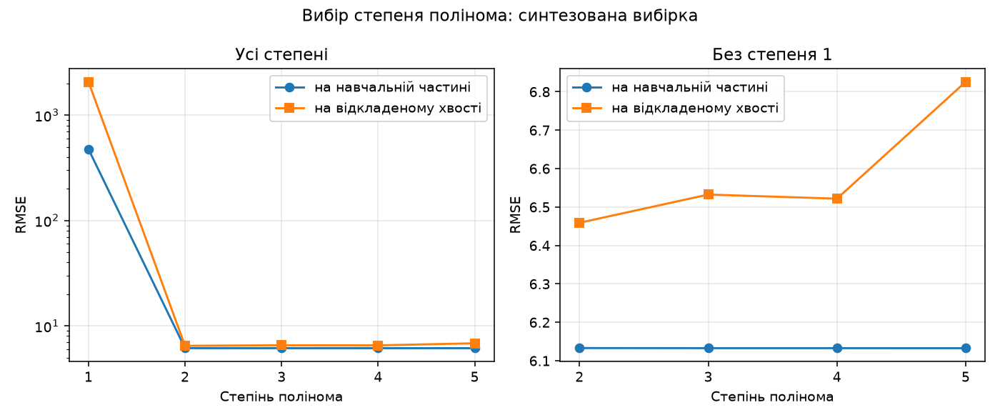 Вибір степеня полінома: синтезована вибірка
Усі степені
на навчальній частині
на відкладеному хвості
RMSE
10³
10²
10¹
1 2 3 4 5
Степінь полінома
Без степеня 1
на навчальній частині
на відкладеному хвості
RMSE
6.8
6.7
6.6
6.5
6.4
6.3
6.2
6.1
2 3 4 5
Степінь полінома